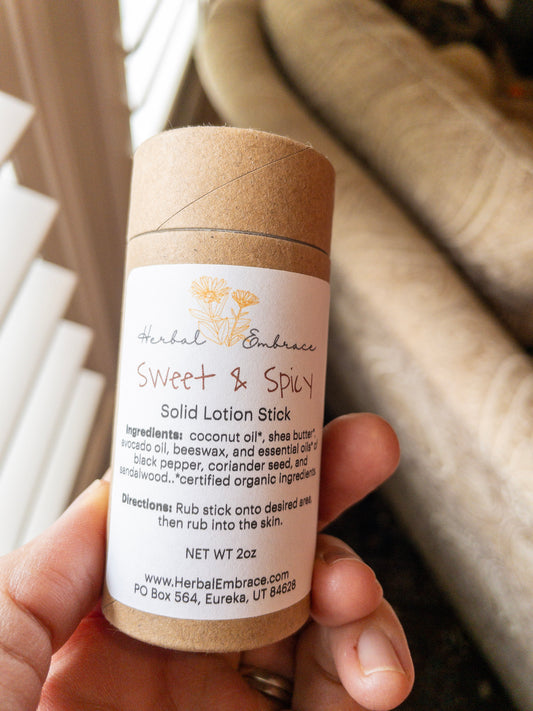 Herbal Embrace
Sweet & Spicy
Solid Lotion Stick
Ingredients: coconut oil*, shea butter*,
avocado oil, beeswax, and essential oils* of
black pepper, coriander seed, and
sandalwood..*certified organic ingredients
Directions: Rub stick onto desired area,
then rub into the skin.
NET WT 2oz
www.HerbalEmbrace.com
PO Box 564, Eureka, UT 84628